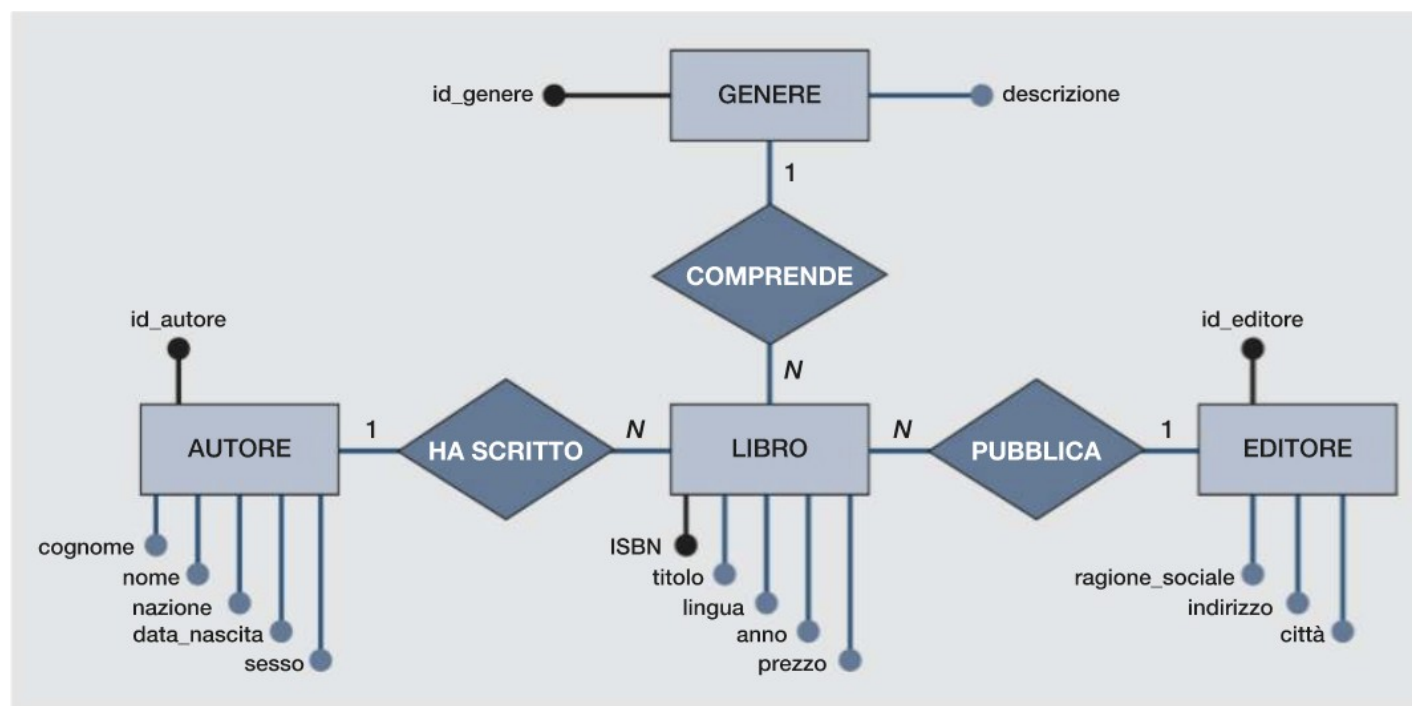 id_genere GENERE descrizione
1
COMPRENDE
N
id_autore
id_editore
AUTORE 1 HA SCRITTO N LIBRO N PUBBLICA 1 EDITORE
cognome
nome
nazione
data_nascita
sesso
ISBN
titolo
lingua
anno
prezzo
ragione_sociale
indirizzo
città